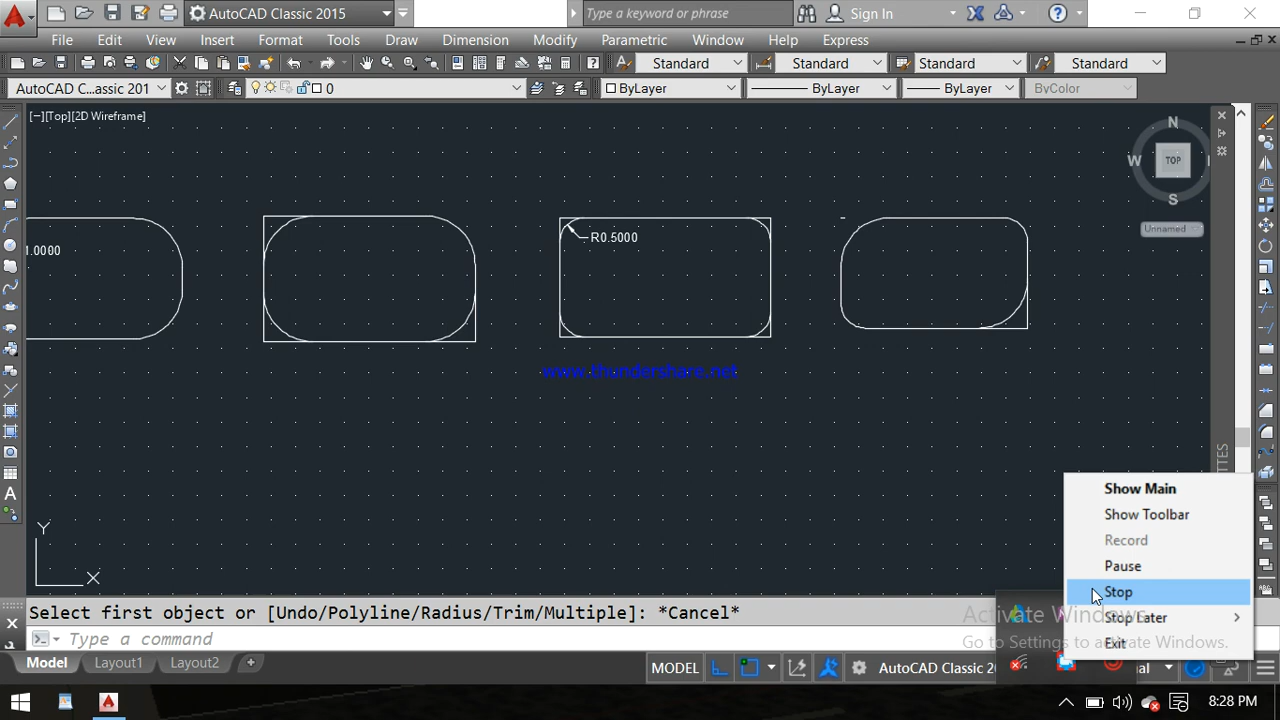 AutoCAD Classic 2015
Type a keyword or phrase
Sign In
File Edit View Insert Format Tools Draw Dimension Modify Parametric Window Help Express
Standard Standard Standard Standard
AutoCAD C...assic 201
0
ByLayer ByLayer ByLayer ByColor
[−][Top][2D Wireframe]
N
W TOP
S
Unnamed
R0.5000
.0000
www.thundershare.net
Y
X
Show Main
Show Toolbar
Record
Pause
Stop
Stop Later
Exit
Activate Windows
Go to Settings to activate Windows.
Select first object or [Undo/Polyline/Radius/Trim/Multiple]: *Cancel*
Type a command
Model Layout1 Layout2
MODEL
AutoCAD Classic 20
8:28 PM